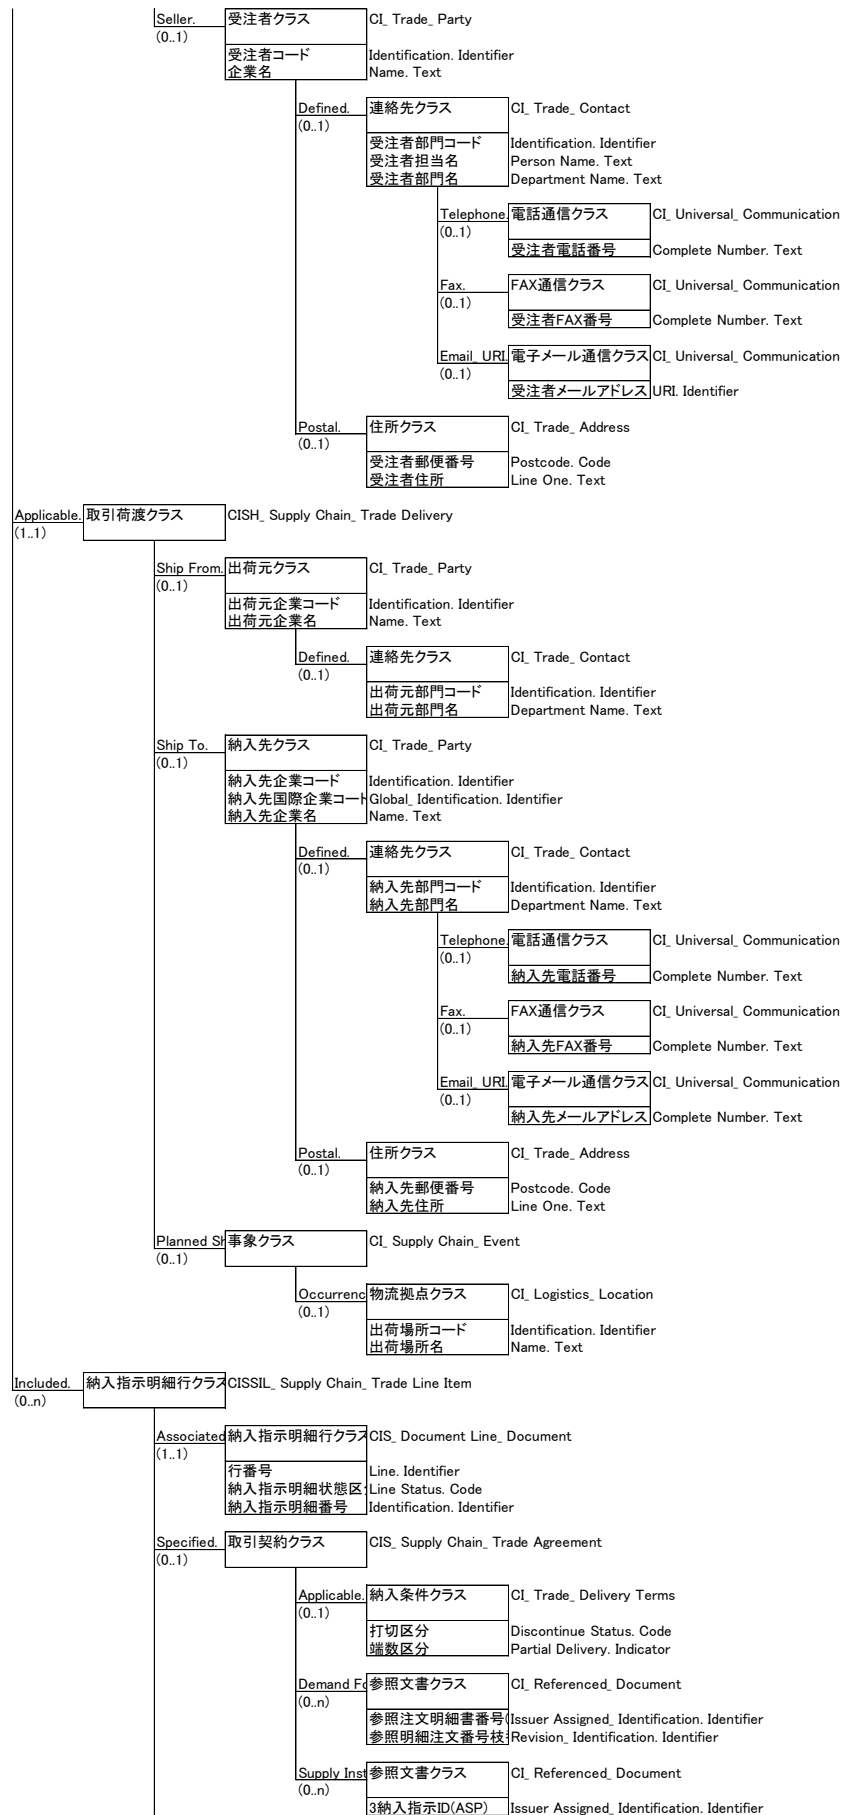 Seller. 受注者クラス CI_ Trade_ Party
(0..1)
受注者コード Identification. Identifier
企業名 Name. Text
Defined. 連絡先クラス CI_ Trade_ Contact
(0..1)
受注者部門コード Identification. Identifier
受注者担当名 Person Name. Text
受注者部門名 Department Name. Text
Telephone. 電話通信クラス CI_ Universal_ Communication
(0..1)
受注者電話番号 Complete Number. Text
Fax. FAX通信クラス CI_ Universal_ Communication
(0..1)
受注者FAX番号 Complete Number. Text
Email_ URI. 電子メール通信クラス CI_ Universal_ Communication
(0..1)
受注者メールアドレス URI. Identifier
Postal. 住所クラス CI_ Trade_ Address
(0..1)
受注者郵便番号 Postcode. Code
受注者住所 Line One. Text
Applicable. 取引荷渡クラス CISH_ Supply Chain_ Trade Delivery
(1..1)
Ship From. 出荷元クラス CI_ Trade_ Party
(0..1)
出荷元企業コード Identification. Identifier
出荷元企業名 Name. Text
Defined. 連絡先クラス CI_ Trade_ Contact
(0..1)
出荷元部門コード Identification. Identifier
出荷元部門名 Department Name. Text
Ship To. 納入先クラス CI_ Trade_ Party
(0..1)
納入先企業コード Identification. Identifier
納入先国際企業コート Global_ Identification. Identifier
納入先企業名 Name. Text
Defined. 連絡先クラス CI_ Trade_ Contact
(0..1)
納入先部門コード Identification. Identifier
納入先部門名 Department Name. Text
Telephone. 電話通信クラス CI_ Universal_ Communication
(0..1)
納入先電話番号 Complete Number. Text
Fax. FAX通信クラス CI_ Universal_ Communication
(0..1)
納入先FAX番号 Complete Number. Text
Email_ URI. 電子メール通信クラス CI_ Universal_ Communication
(0..1)
納入先メールアドレス Complete Number. Text
Postal. 住所クラス CI_ Trade_ Address
(0..1)
納入先郵便番号 Postcode. Code
納入先住所 Line One. Text
Planned Sh 事象クラス CI_ Supply Chain_ Event
(0..1)
Occurrenc 物流拠点クラス CI_ Logistics_ Location
(0..1)
出荷場所コード Identification. Identifier
出荷場所名 Name. Text
Included. 納入指示明細行クラス CISSIL_ Supply Chain_ Trade Line Item
(0..n)
Associated 納入指示明細行クラス CIS_ Document Line_ Document
(1..1)
行番号 Line. Identifier
納入指示明細状態区 Line Status. Code
納入指示明細番号 Identification. Identifier
Specified. 取引契約クラス CIS_ Supply Chain_ Trade Agreement
(0..1)
Applicable. 納入条件クラス CI_ Trade_ Delivery Terms
(0..1)
打切区分 Discontinue Status. Code
端数区分 Partial Delivery. Indicator
Demand Fo 参照文書クラス CI_ Referenced_ Document
(0..n)
参照注文明細書番号( Issuer Assigned_ Identification. Identifier
参照明細注文番号枝 Revision_ Identification. Identifier
Supply Inst 参照文書クラス CI_ Referenced_ Document
(0..n)
3納入指示ID(ASP) Issuer Assigned_ Identification. Identifier